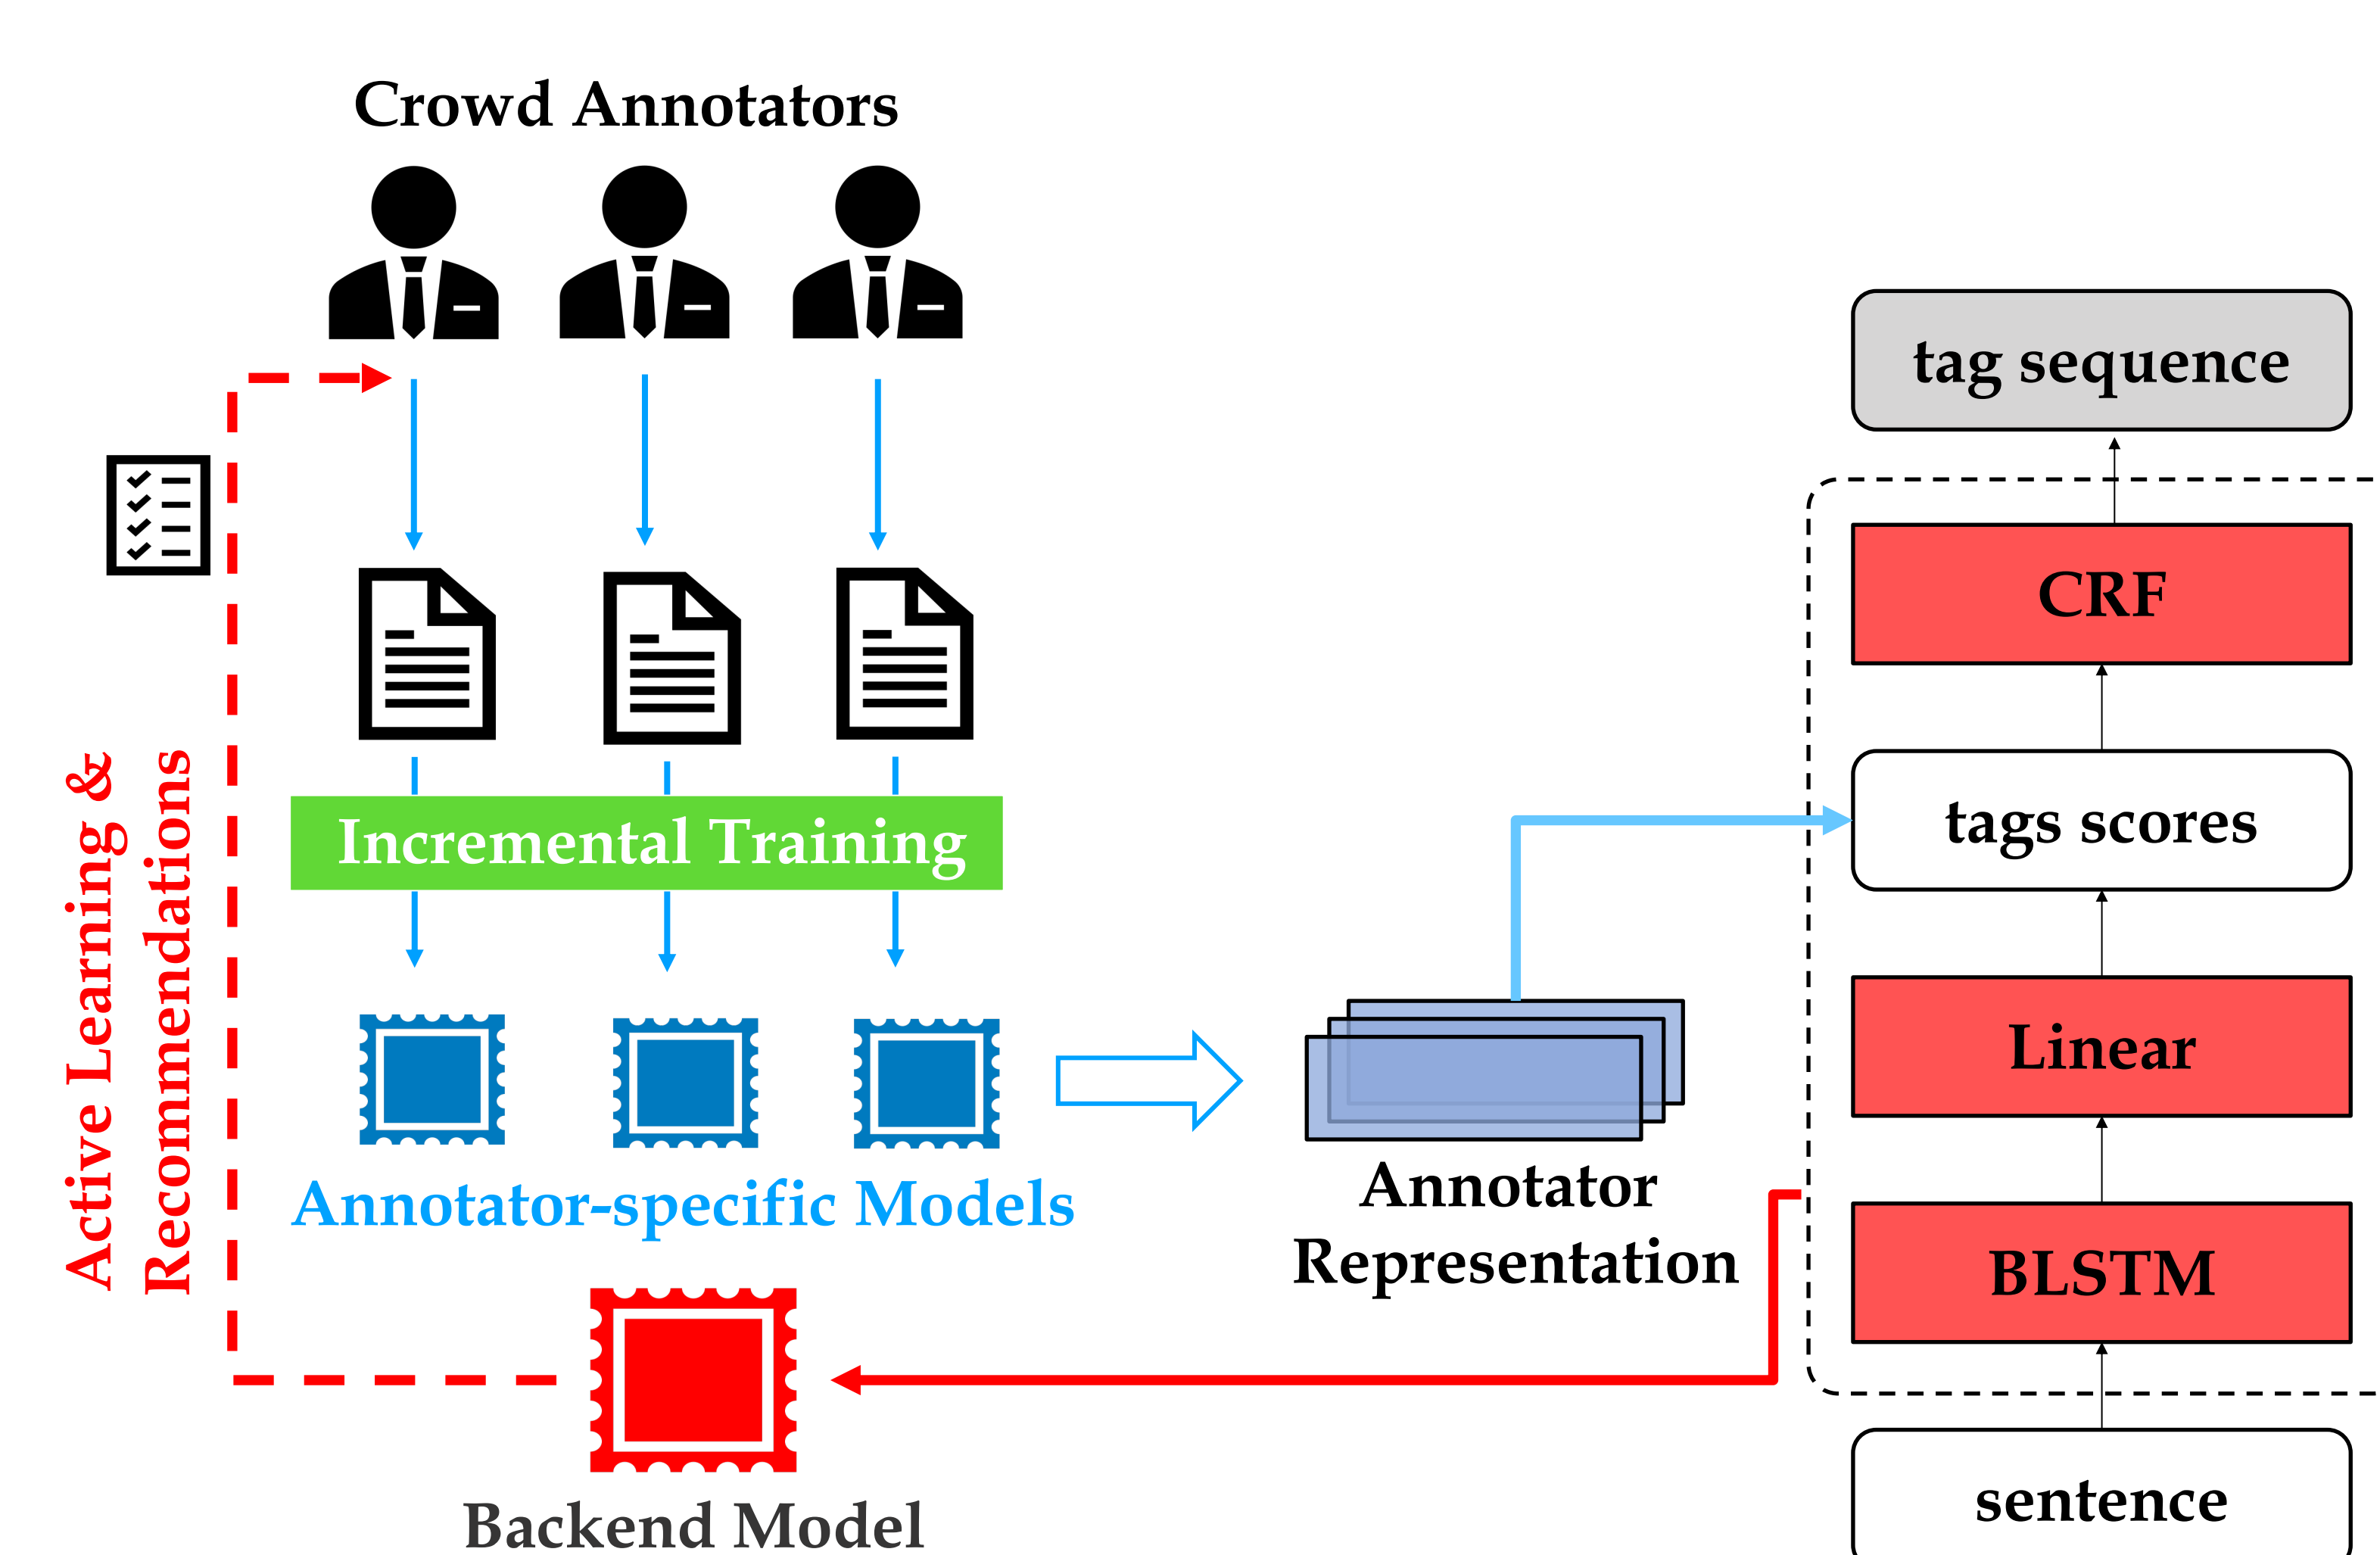 Crowd Annotators
Active Learning &
Recommendations
Incremental Training
Annotator-specific Models
Backend Model
Annotator
Representation
tag sequence
CRF
tags scores
Linear
BLSTM
sentence